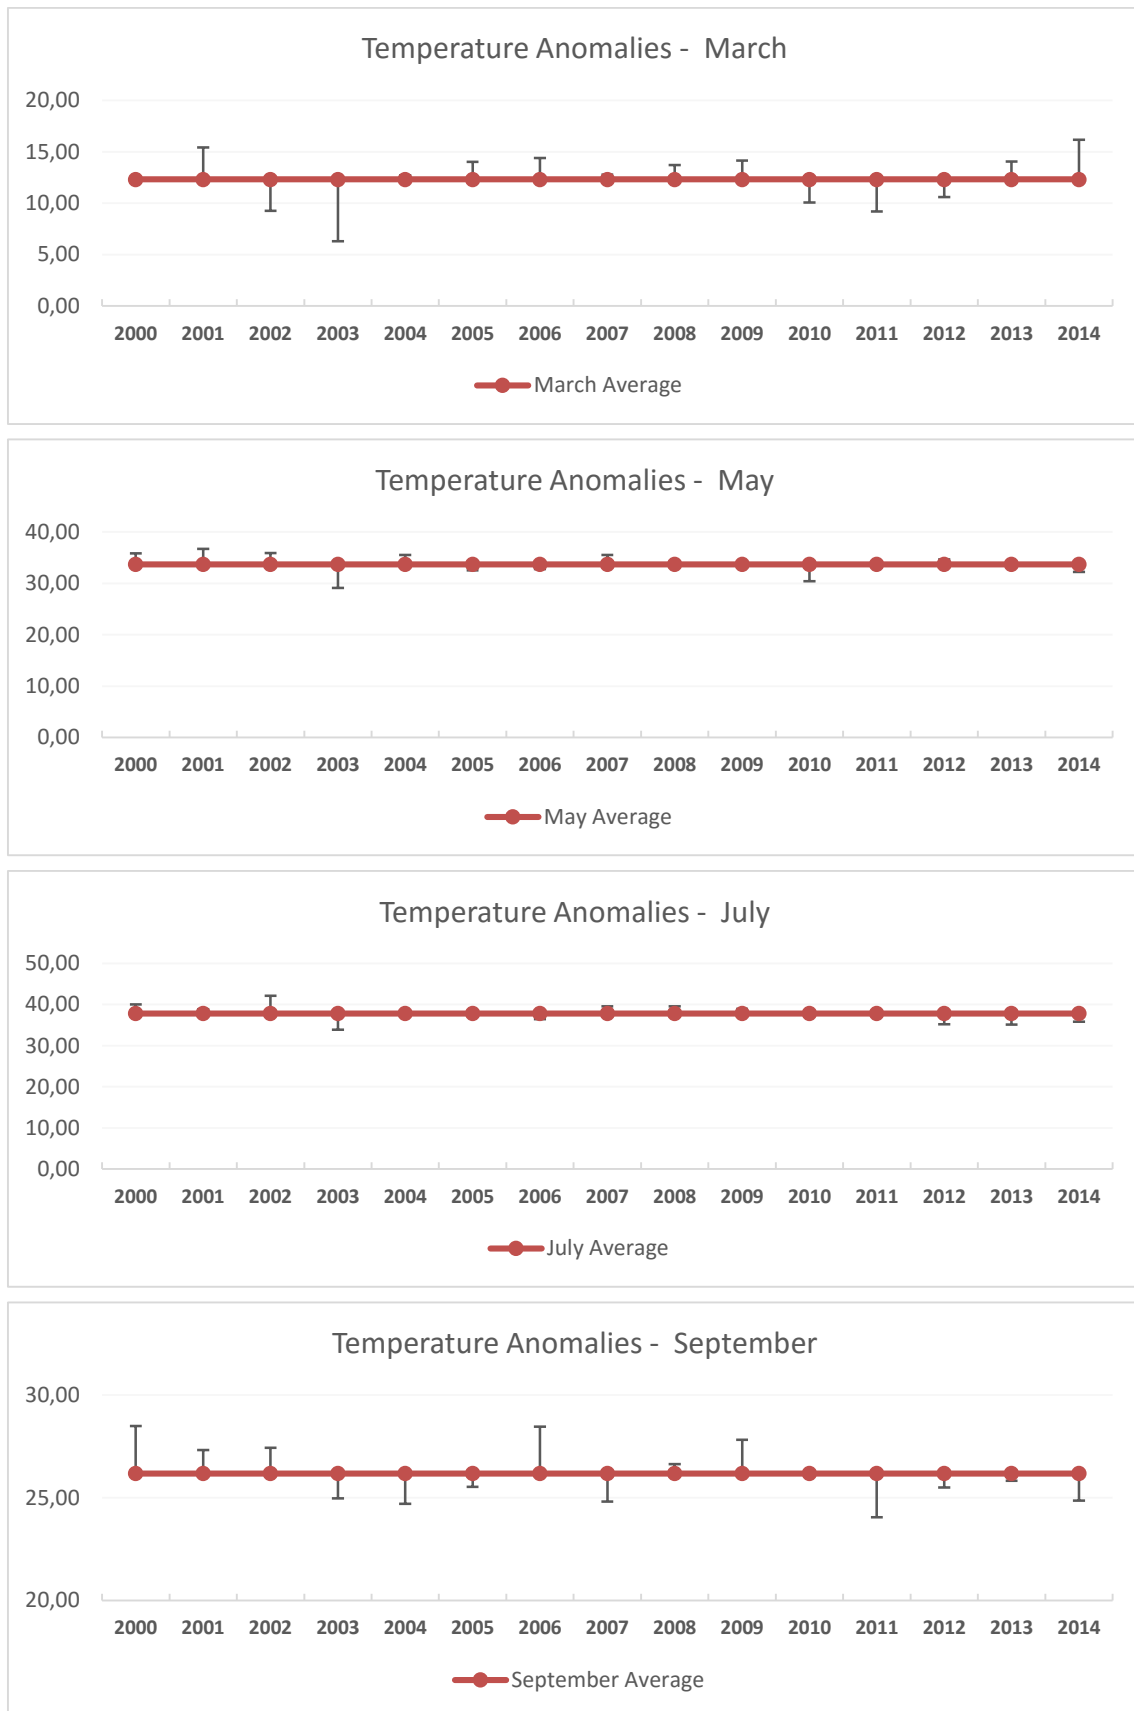 Temperature Anomalies - March
20,00
15,00
10,00
5,00
0,00
2000 2001 2002 2003 2004 2005 2006 2007 2008 2009 2010 2011 2012 2013 2014
March Average
Temperature Anomalies - May
40,00
30,00
20,00
10,00
0,00
2000 2001 2002 2003 2004 2005 2006 2007 2008 2009 2010 2011 2012 2013 2014
May Average
Temperature Anomalies - July
50,00
40,00
30,00
20,00
10,00
0,00
2000 2001 2002 2003 2004 2005 2006 2007 2008 2009 2010 2011 2012 2013 2014
July Average
Temperature Anomalies - September
30,00
25,00
20,00
2000 2001 2002 2003 2004 2005 2006 2007 2008 2009 2010 2011 2012 2013 2014
September Average